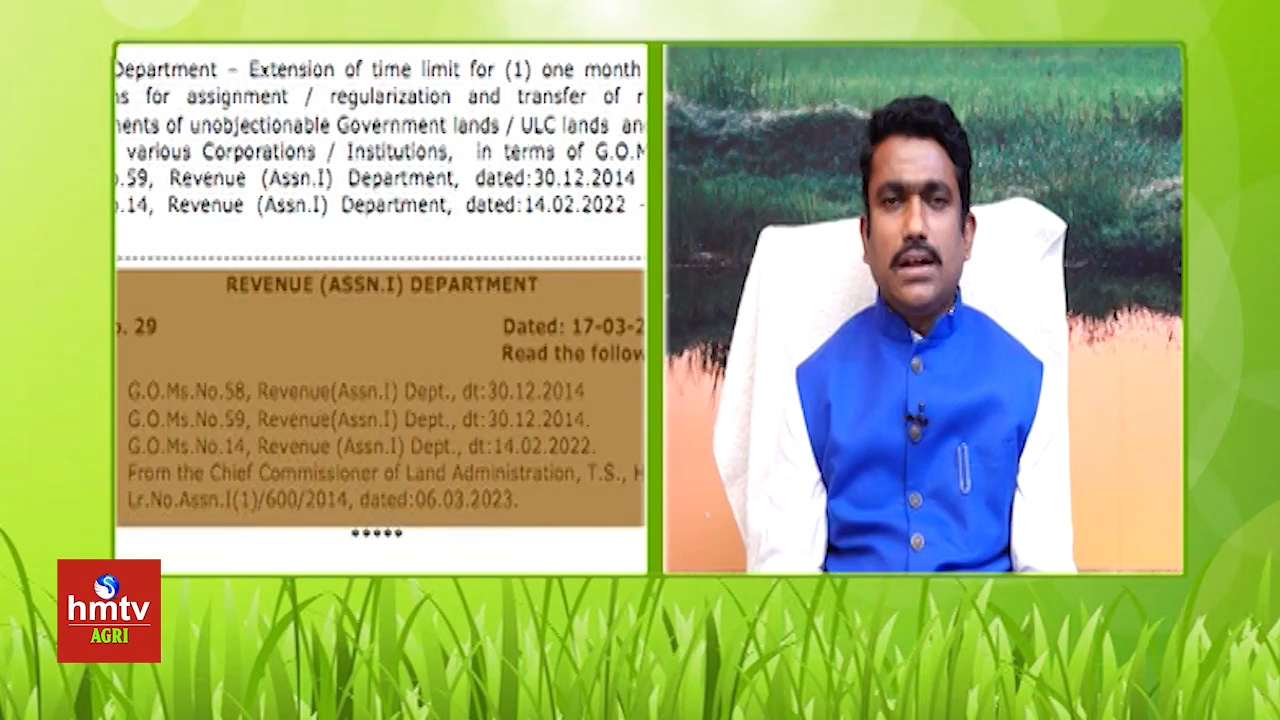 Department – Extension of time limit for (1) one month
for assignment / regularization and transfer of
of unobjectionable Government lands / ULC lands
various Corporations / Institutions, in terms of G.O.M
.59, Revenue (Assn.I) Department, dated:30.12.2014
.14, Revenue (Assn.I) Department, dated:14.02.2022 -
REVENUE (ASSN.I) DEPARTMENT
. 29
Dated: 17-03-2
Read the follow
G.O.Ms.No.58, Revenue(Assn.I) Dept., dt:30.12.2014
G.O.Ms.No.59, Revenue(Assn.I) Dept., dt:30.12.2014.
G.O.Ms.No.14, Revenue (Assn.I) Dept., dt:14.02.2022.
From the Chief Commissioner of Land Administration, T.S., H
Lr.No.Assn.I(1)/600/2014, dated:06.03.2023.
*****
hmtv
AGRI